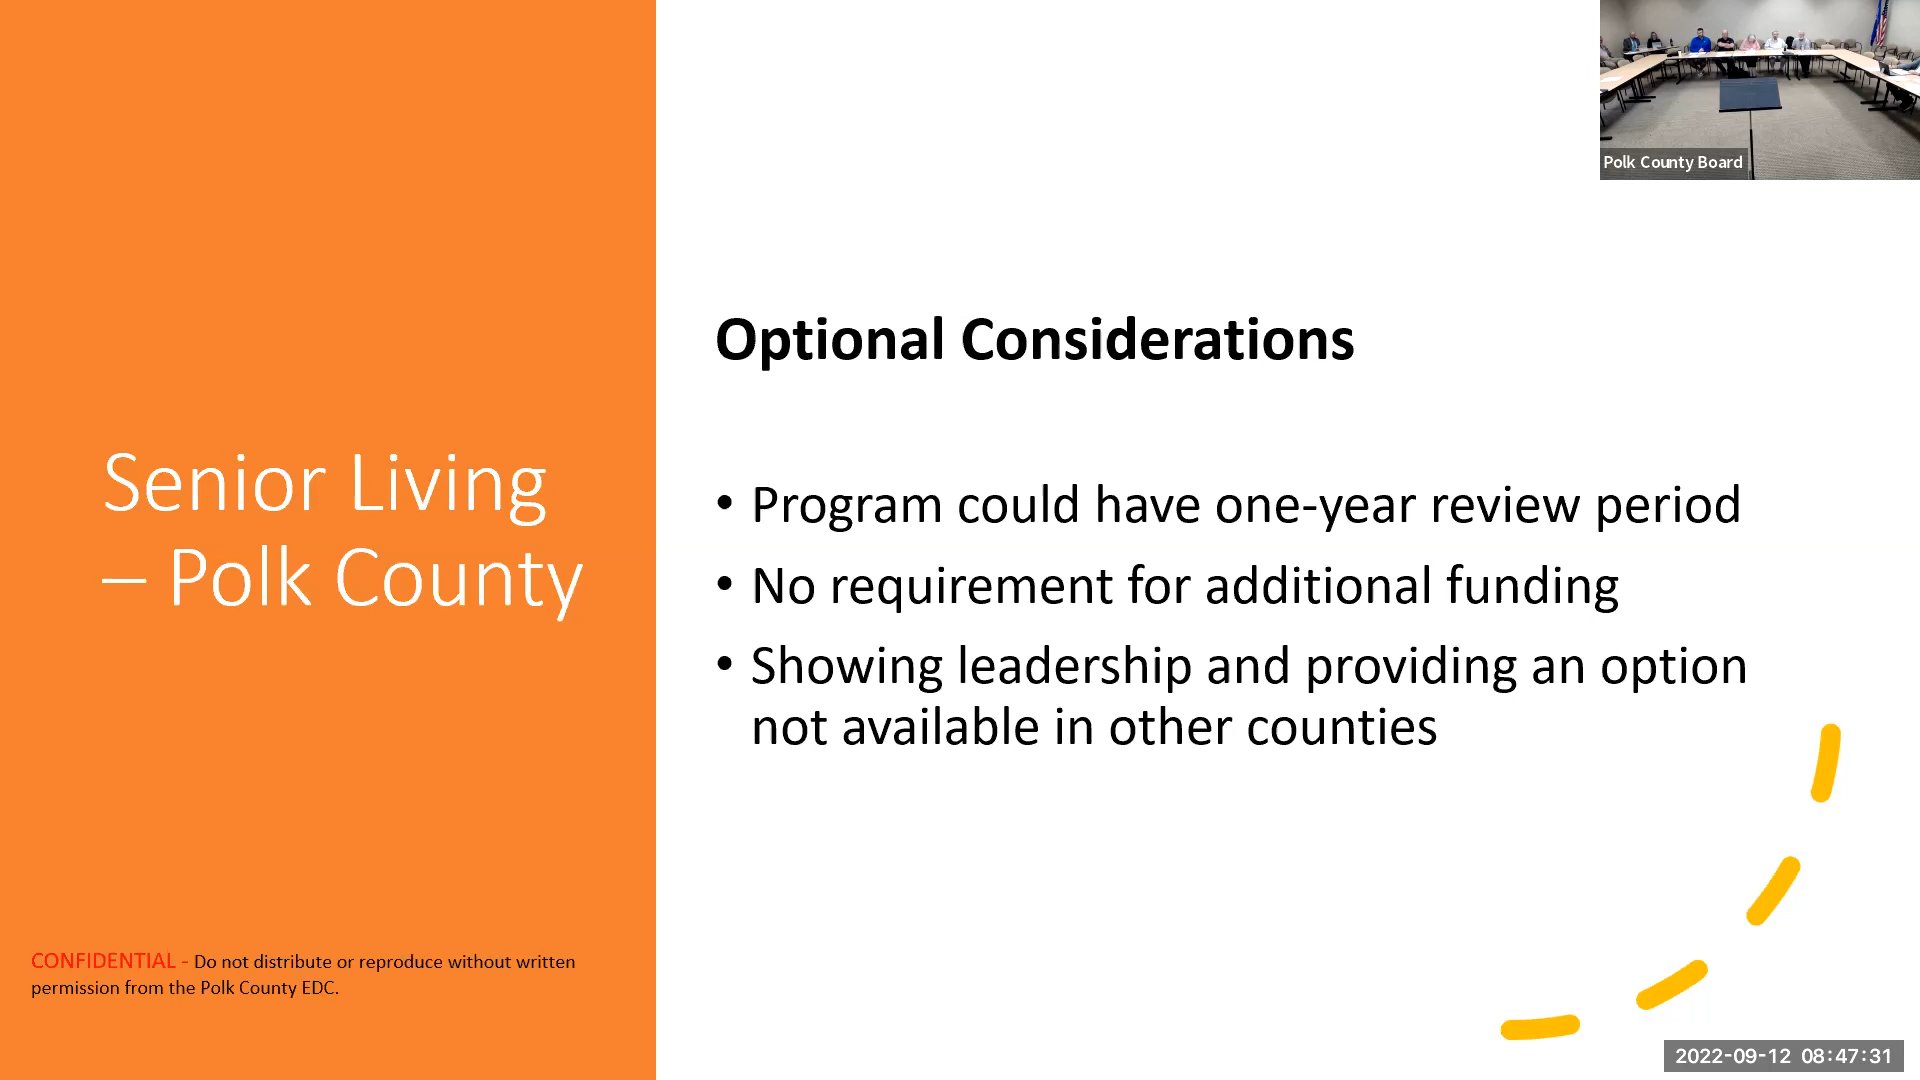 Polk County Board
Senior Living
– Polk County
Optional Considerations
• Program could have one-year review period
• No requirement for additional funding
• Showing leadership and providing an option
not available in other counties
CONFIDENTIAL - Do not distribute or reproduce without written
permission from the Polk County EDC.
2022-09-12 08:47:31